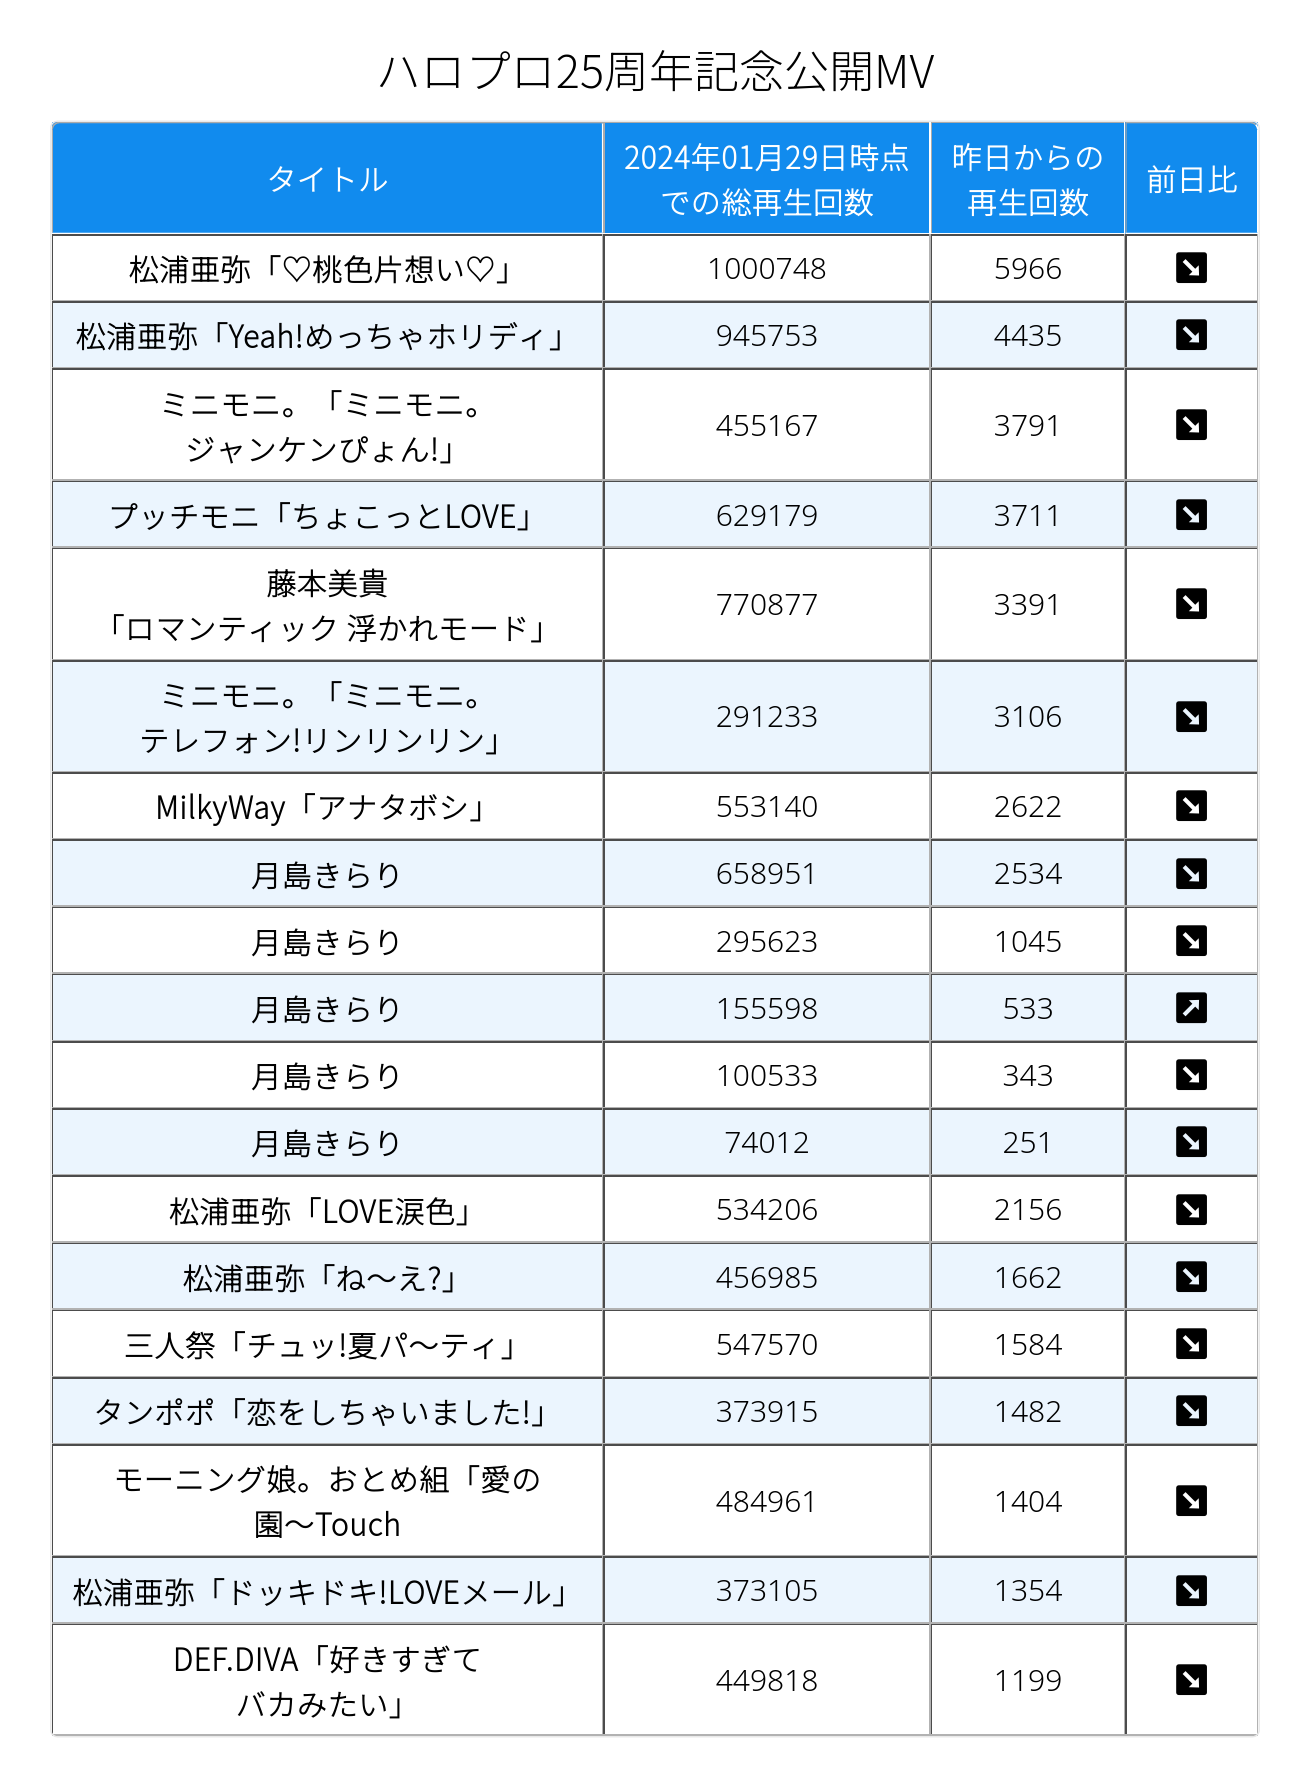 ハロプロ25周年記念公開MV
タイトル
2024年01月29日時点
での総再生回数
昨日からの
再生回数
前日比
松浦亜弥「♡桃色片想い♡」 1000748 5966
松浦亜弥「Yeah!めっちゃホリディ」 945753 4435
ミニモニ。「ミニモニ。
ジャンケンぴょん!」 455167 3791
プッチモニ「ちょこっとLOVE」 629179 3711
藤本美貴
「ロマンティック 浮かれモード」 770877 3391
ミニモニ。「ミニモニ。
テレフォン!リンリンリン」 291233 3106
MilkyWay「アナタボシ」 553140 2622
月島きらり 658951 2534
月島きらり 295623 1045
月島きらり 155598 533
月島きらり 100533 343
月島きらり 74012 251
松浦亜弥「LOVE涙色」 534206 2156
松浦亜弥「ね〜え?」 456985 1662
三人祭「チュッ!夏パ〜ティ」 547570 1584
タンポポ「恋をしちゃいました!」 373915 1482
モーニング娘。おとめ組「愛の
園〜Touch 484961 1404
松浦亜弥「ドッキドキ!LOVEメール」 373105 1354
DEF.DIVA「好きすぎて
バカみたい」 449818 1199